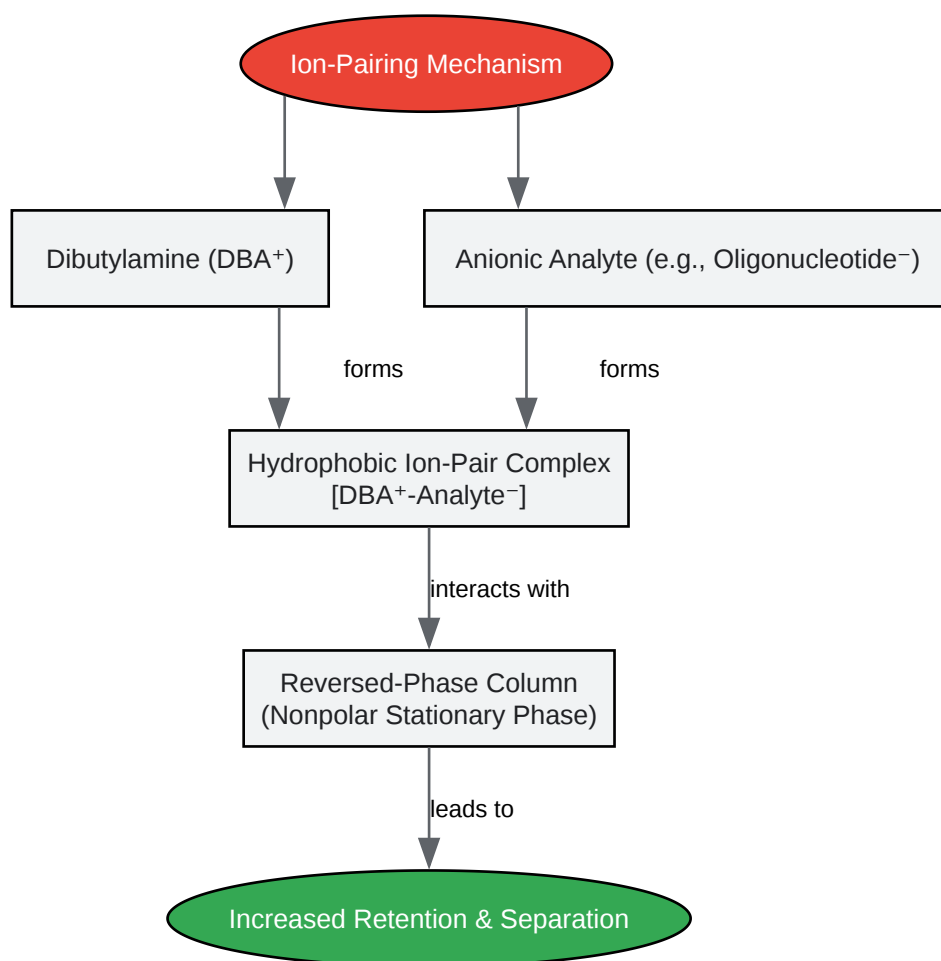 Ion-Pairing Mechanism
Dibutylamine (DBA⁺)
Anionic Analyte (e.g., Oligonucleotide⁻)
forms
forms
Hydrophobic Ion-Pair Complex
[DBA⁺-Analyte⁻]
interacts with
Reversed-Phase Column
(Nonpolar Stationary Phase)
leads to
Increased Retention & Separation